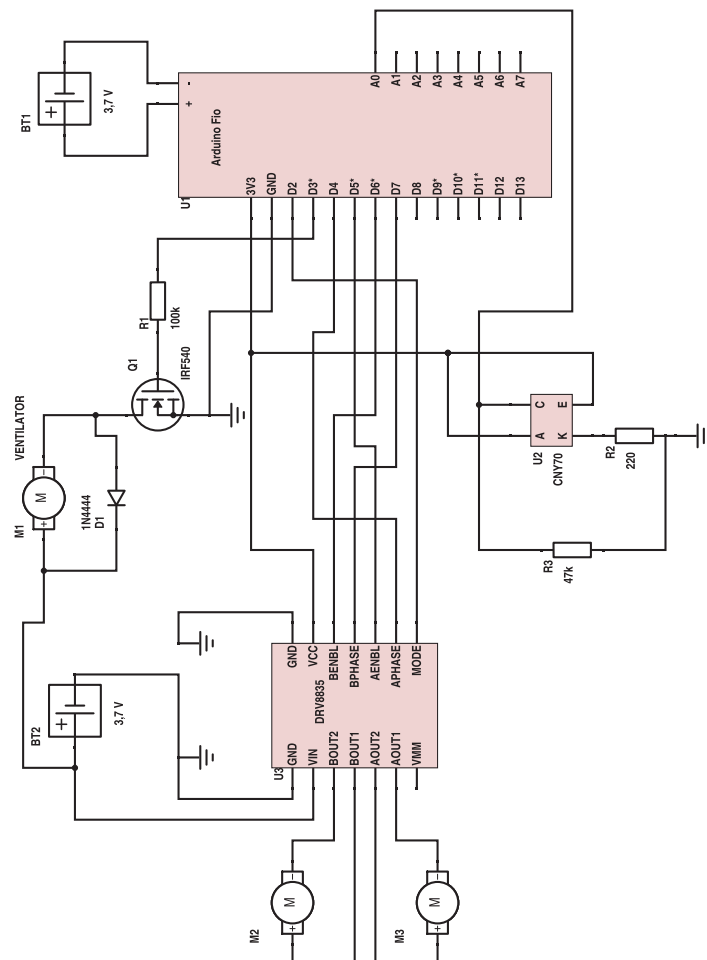 A0
A1
A2
A3
A4
A5
A6
A7
-
+
Arduino Fio
BT1
3,7 V
+
U1
3V3
GND
D2
D3*
D4
D5*
D6*
D7
D8
D9*
D10*
D11*
D12
D13
R1
100k
Q1
IRF540
VENTILATOR
M1
M
-
+
1N4444
D1
C
E
A
K
U2
CNY70
R2
220
R3
47k
BT2
3,7 V
+
GND
VCC
BENBL
BPHASE
AENBL
APHASE
MODE
DRV8835
U3
GND
VIN
BOUT2
BOUT1
AOUT2
AOUT1
VMM
M2
M
-
+
M3
M
-
+